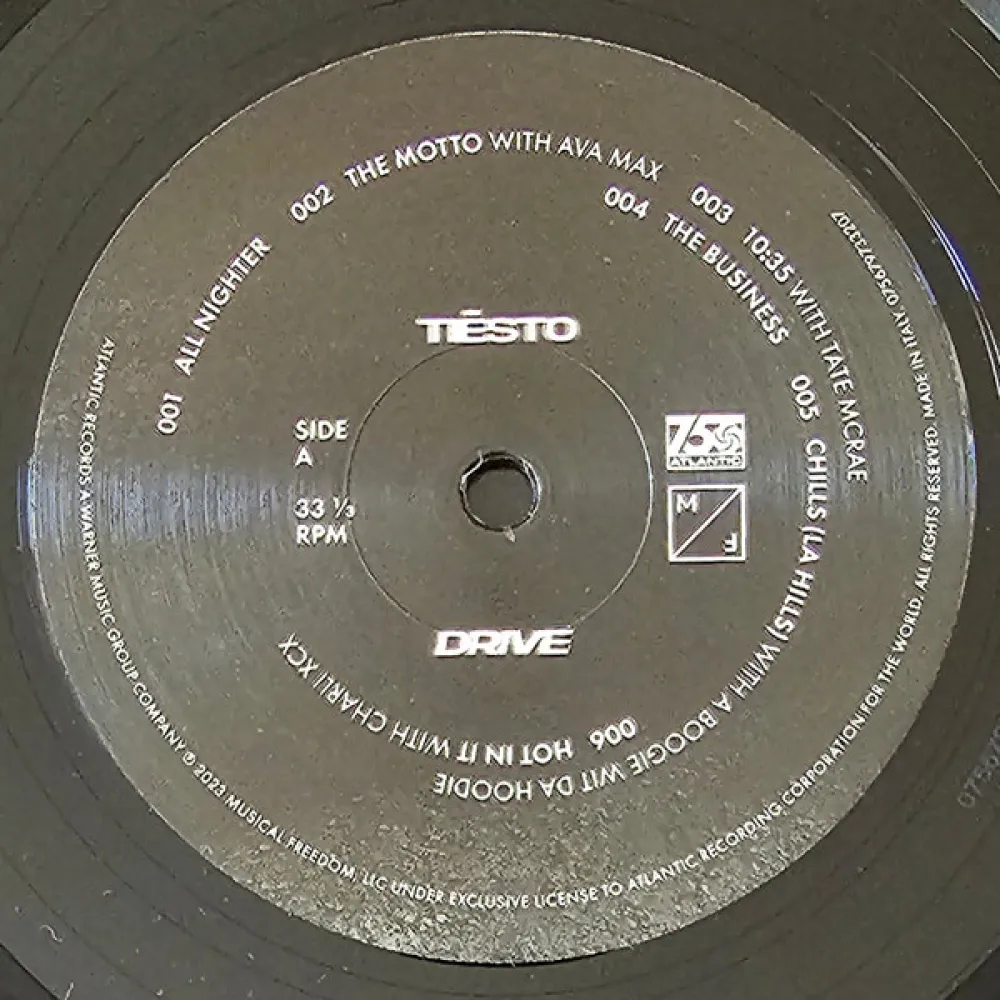 001 ALL NIGHTER
002 THE MOTTO WITH AVA MAX
003 10:35 WITH TATE MCRAE
004 THE BUSINESS
005 CHILLS (LA HILLS) WITH A BOOGIE WIT DA HOODIE
006 HOT IN IT WITH CHARLI XCX
TIËSTO
SIDE
A
33 ⅓
RPM
75
ATLANTIC
M
F
DRIVE
ATLANTIC RECORDS A WARNER MUSIC GROUP COMPANY ℗ 2023 MUSICAL FREEDOM, LLC UNDER EXCLUSIVE LICENSE TO ATLANTIC RECORDING CORPORATION FOR THE WORLD. ALL RIGHTS RESERVED. MADE IN ITALY. 075679733207